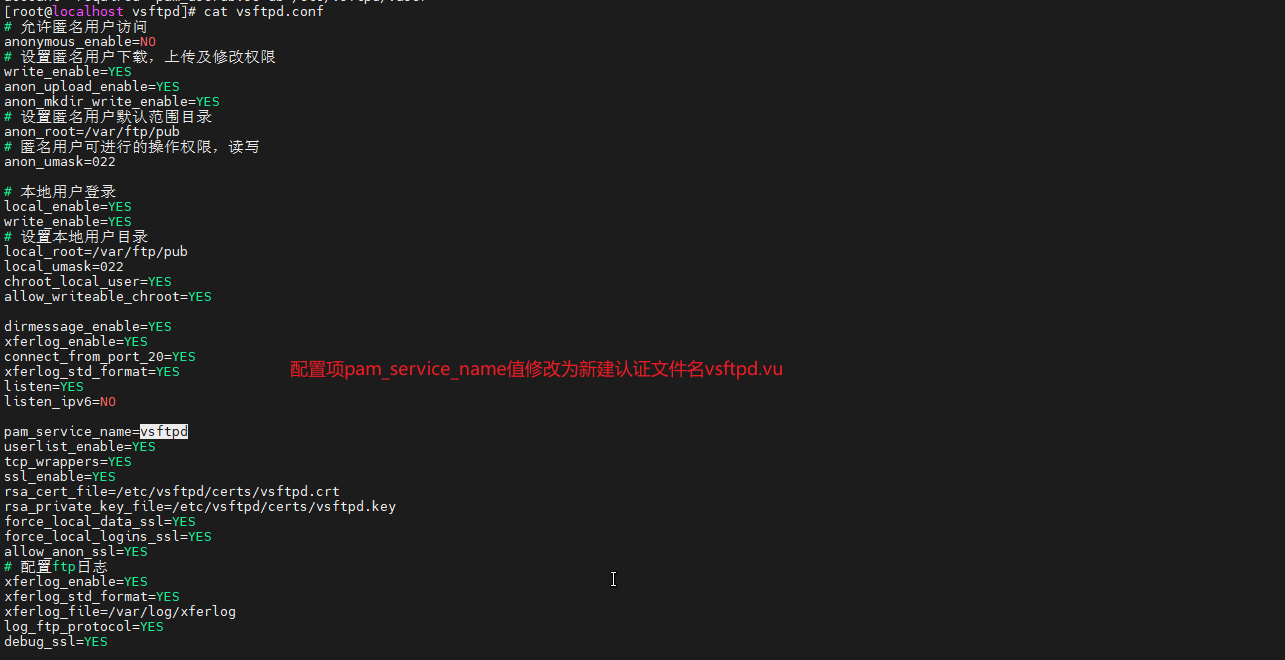 [root@localhost vsftpd]# cat vsftpd.conf
# 允许匿名用户访问
anonymous_enable=NO
# 设置匿名用户下载，上传及修改权限
write_enable=YES
anon_upload_enable=YES
anon_mkdir_write_enable=YES
# 设置匿名用户默认范围目录
anon_root=/var/ftp/pub
# 匿名用户可进行的操作权限，读写
anon_umask=022
# 本地用户登录
local_enable=YES
write_enable=YES
# 设置本地用户目录
local_root=/var/ftp/pub
local_umask=022
chroot_local_user=YES
allow_writeable_chroot=YES
dirmessage_enable=YES
xferlog_enable=YES
connect_from_port_20=YES
配置项pam_service_name值修改为新建认证文件名vsftpd.vu
xferlog_std_format=YES
listen=YES
listen_ipv6=NO
pam_service_name=vsftpd
userlist_enable=YES
tcp_wrappers=YES
ssl_enable=YES
rsa_cert_file=/etc/vsftpd/certs/vsftpd.crt
rsa_private_key_file=/etc/vsftpd/certs/vsftpd.key
force_local_data_ssl=YES
force_local_logins_ssl=YES
allow_anon_ssl=YES
# 配置ftp日志
xferlog_enable=YES
xferlog_std_format=YES
xferlog_file=/var/log/xferlog
log_ftp_protocol=YES
debug_ssl=YES